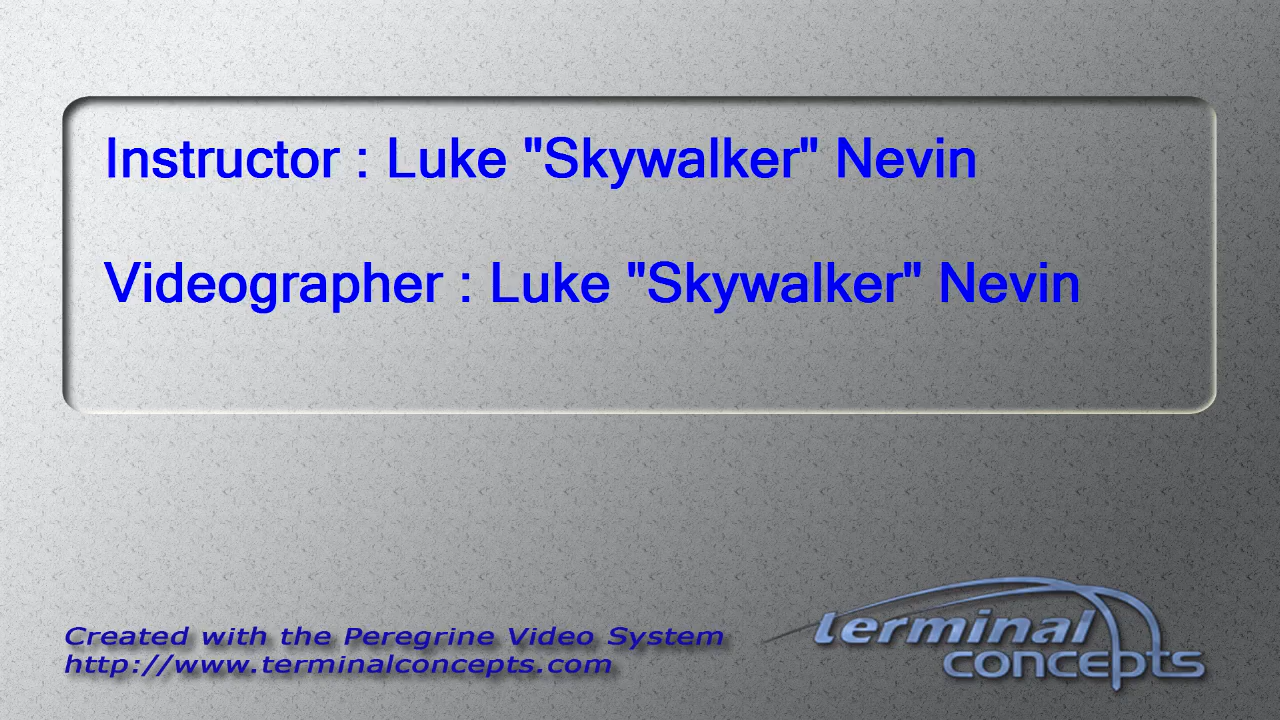 Instructor : Luke "Skywalker" Nevin
Videographer : Luke "Skywalker" Nevin
Created with the Peregrine Video System
http://www.terminalconcepts.com
terminal
concepts